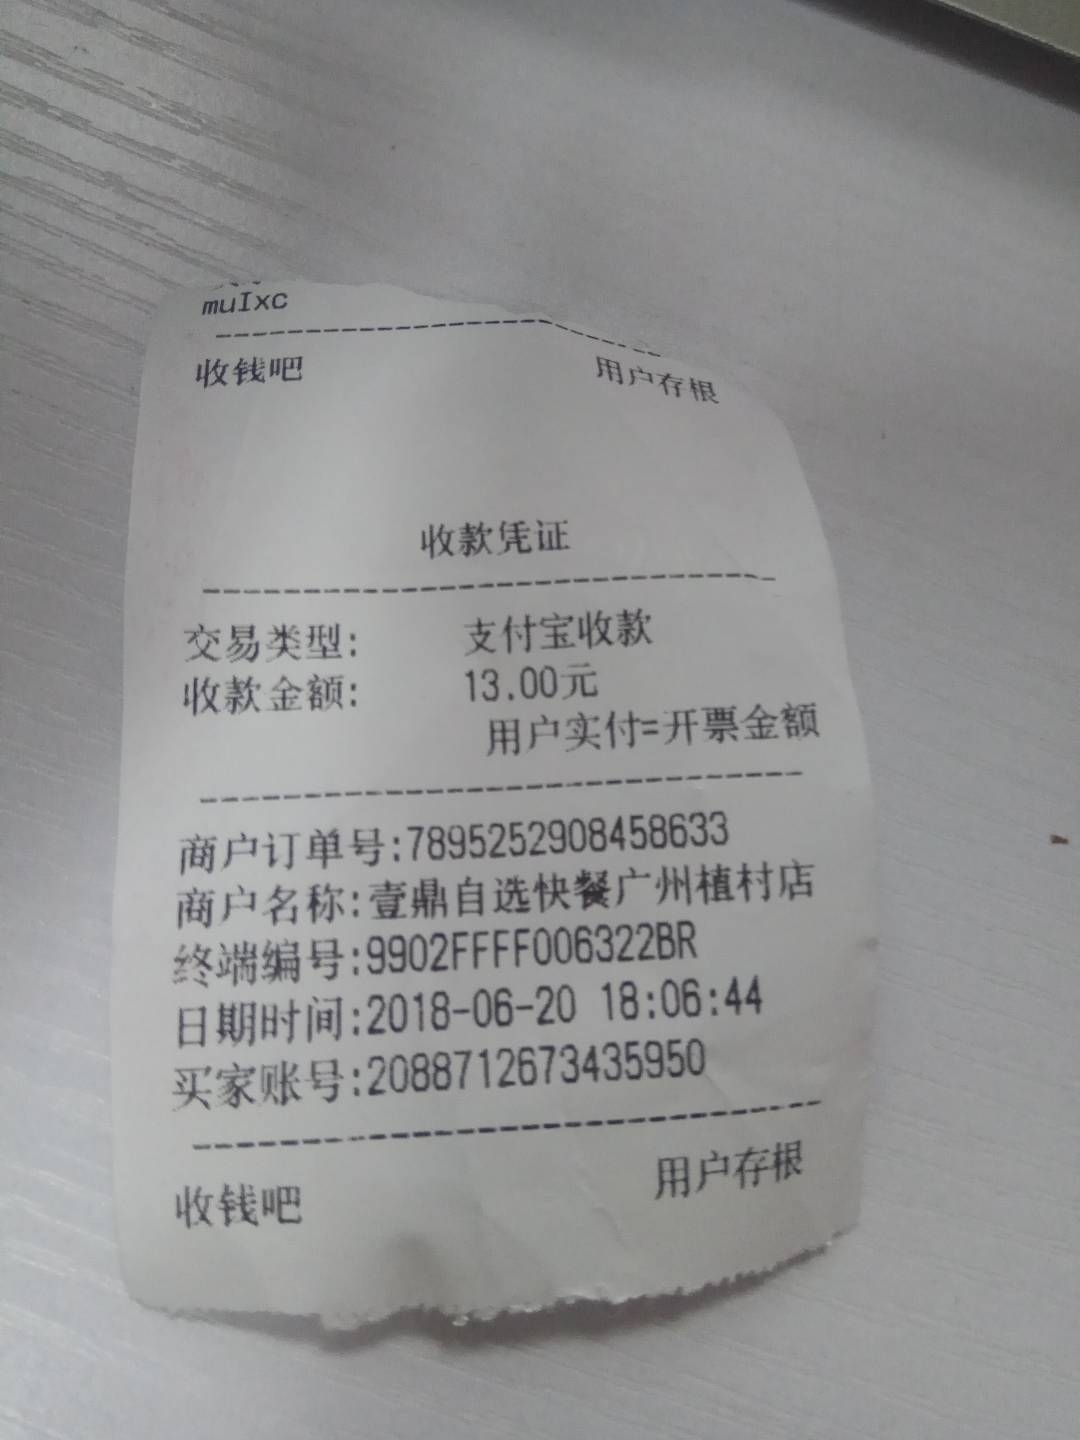 muIxc
收钱吧 用户存根
收款凭证
交易类型: 支付宝收款
收款金额: 13.00元
用户实付=开票金额
商户订单号:7895252908458633
商户名称:壹鼎自选快餐广州植村店
终端编号:9902FFFF006322BR
日期时间:2018-06-20 18:06:44
买家账号:2088712673435950
收钱吧 用户存根